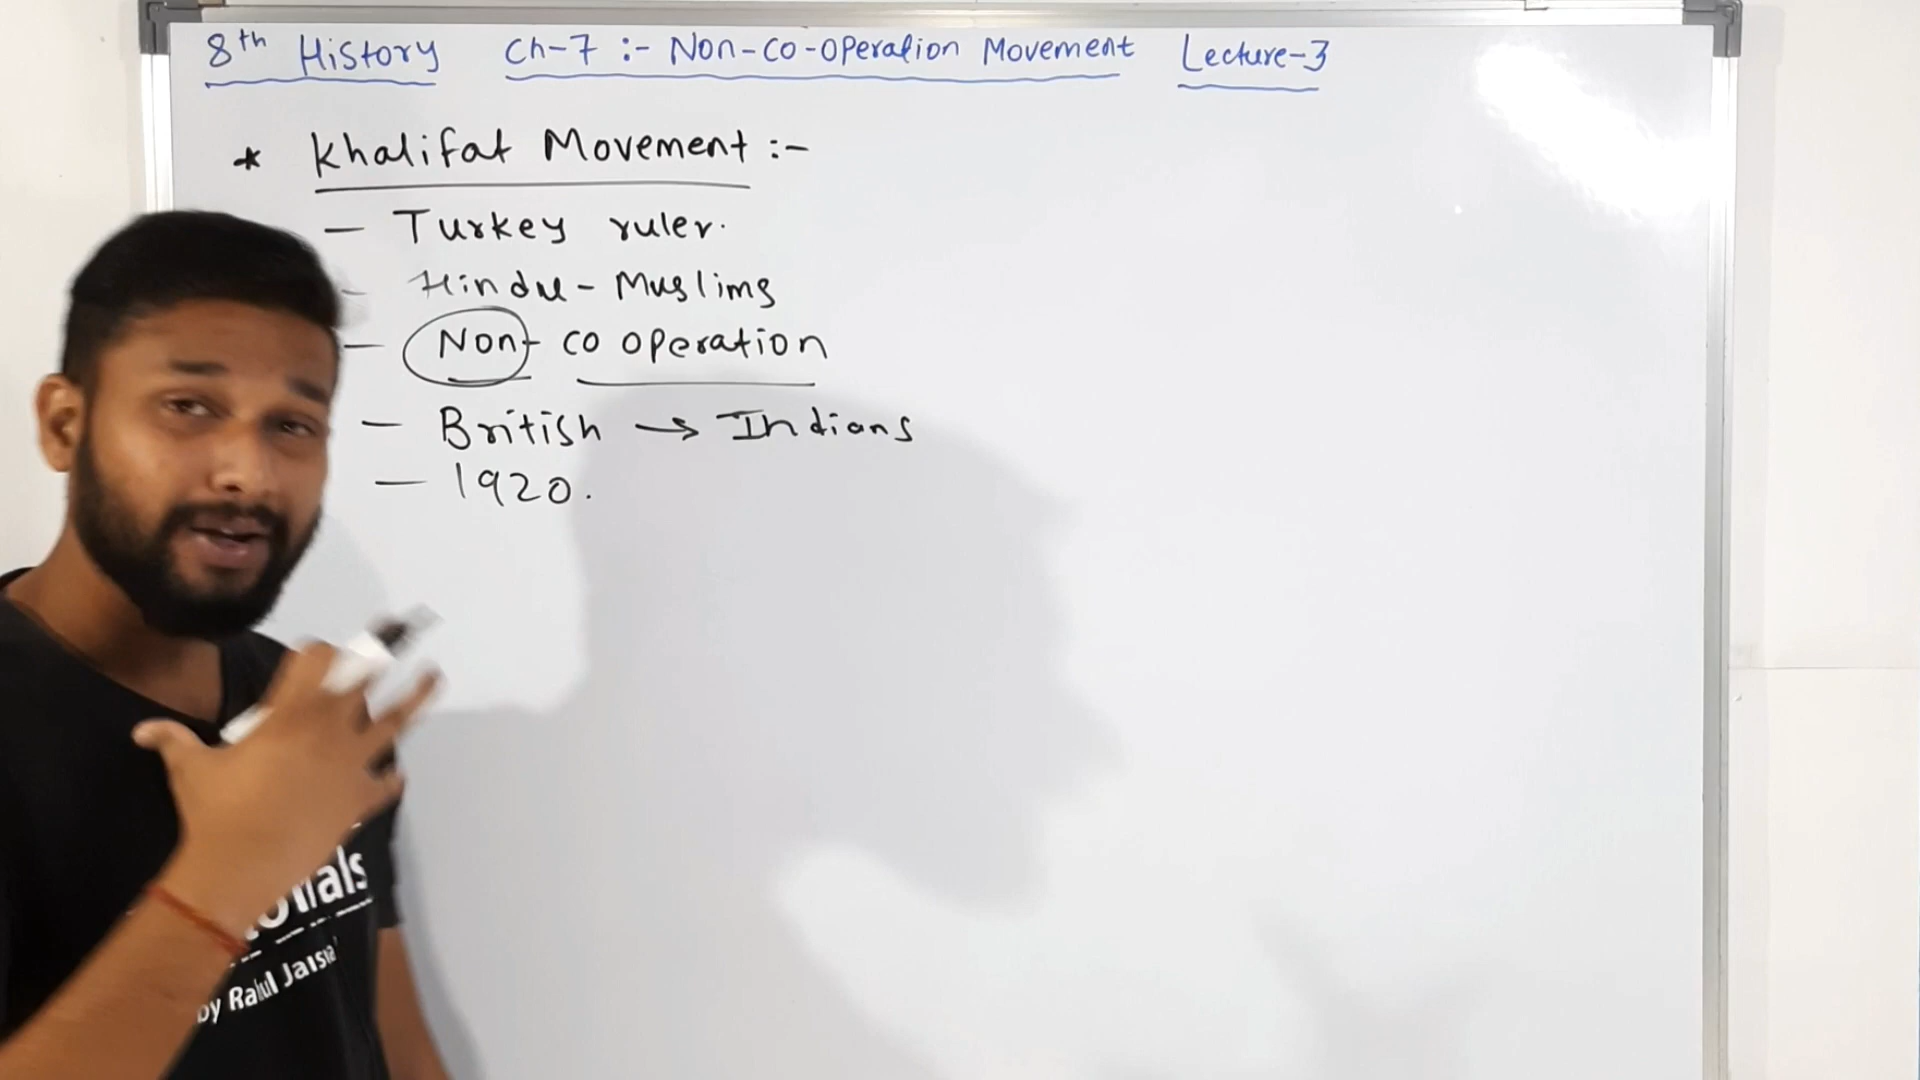 8th History Ch-7 :- Non-Co-Operation Movement Lecture-3
* Khalifat Movement :-
— Turkey ruler.
- Hindu - Muslims
— Non- co operation
— British → Indians
— 1920.
by Rahul